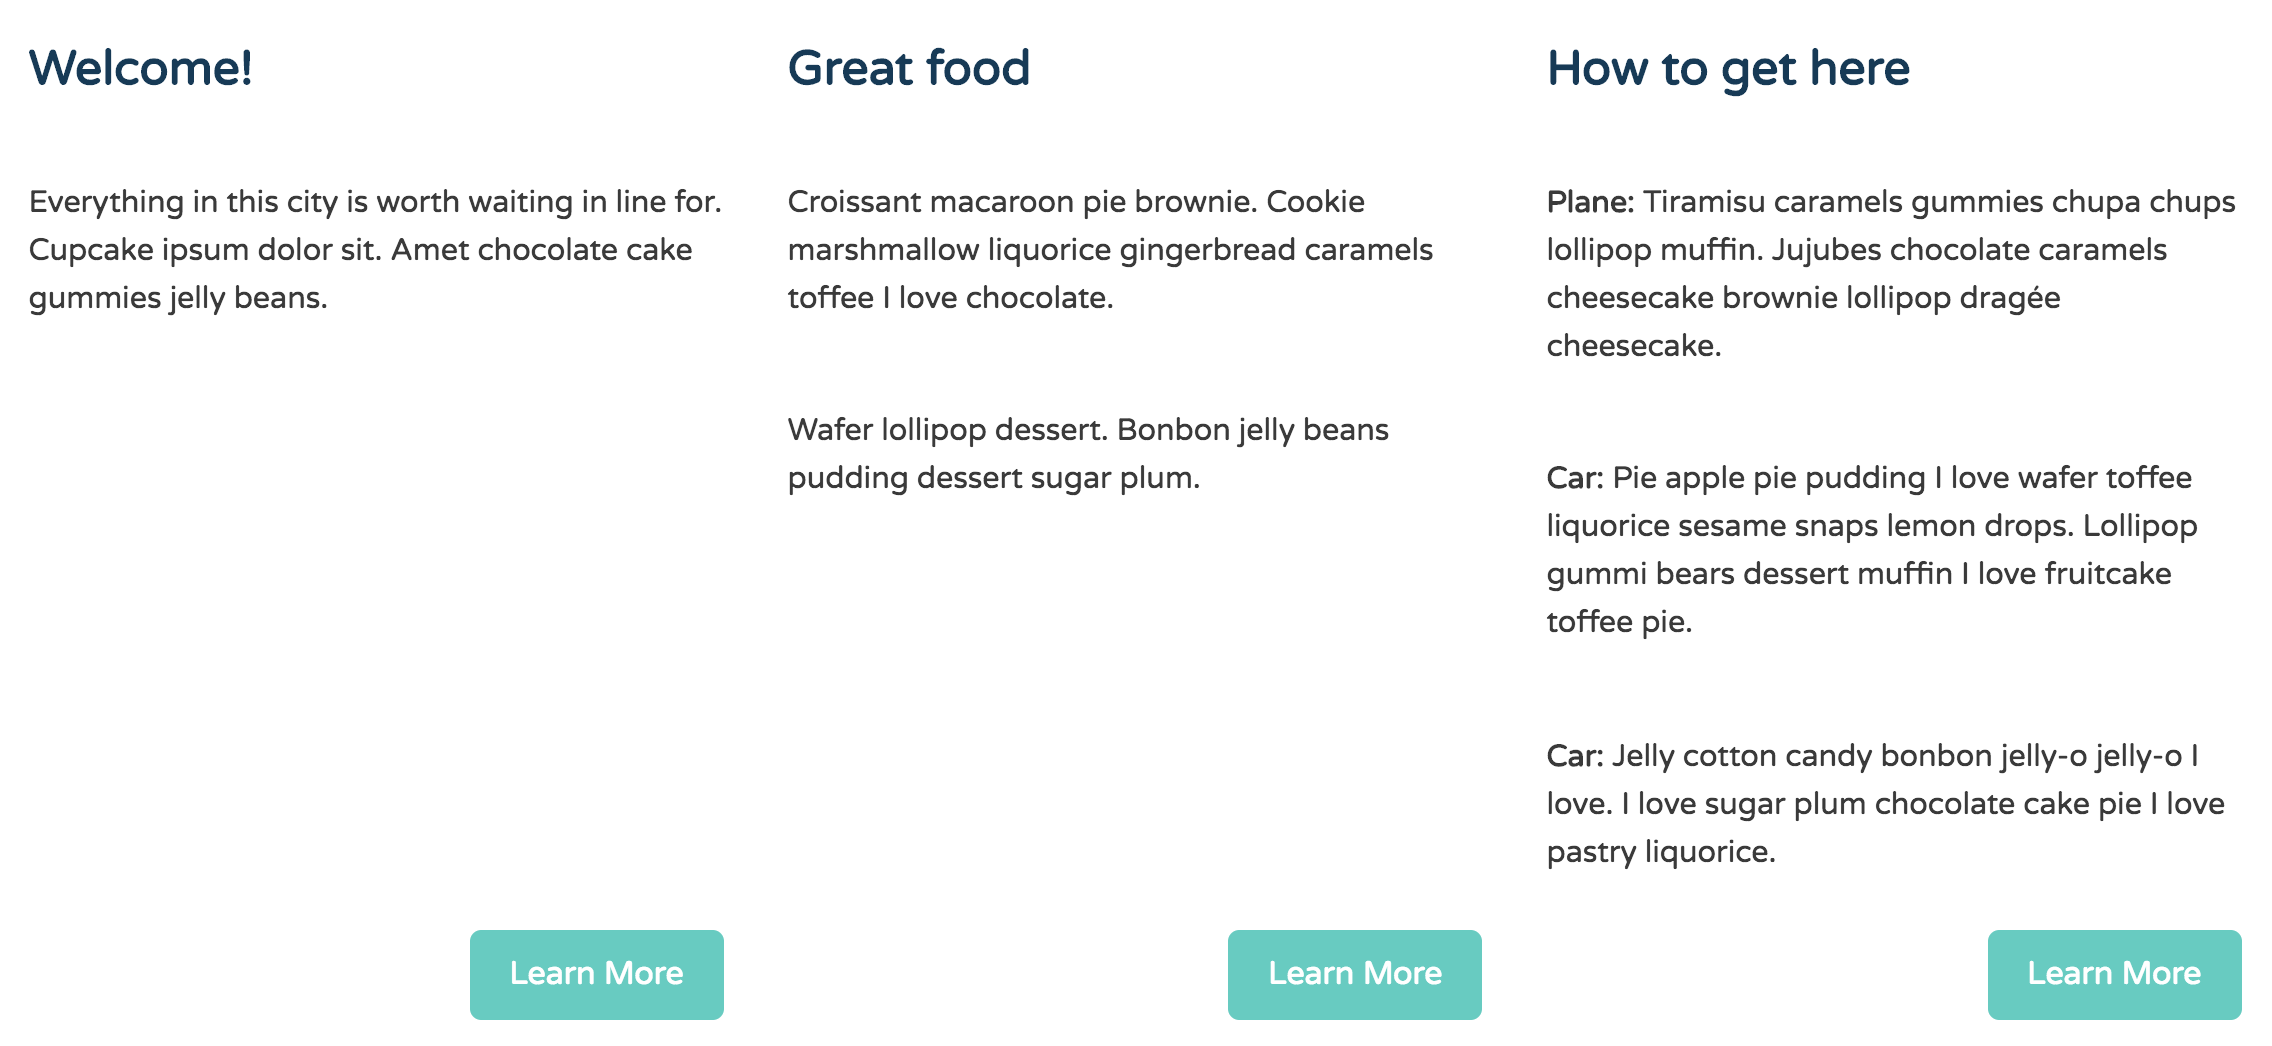 Welcome!
Everything in this city is worth waiting in line for.
Cupcake ipsum dolor sit. Amet chocolate cake
gummies jelly beans.
Learn More
Great food
Croissant macaroon pie brownie. Cookie
marshmallow liquorice gingerbread caramels
toffee I love chocolate.
Wafer lollipop dessert. Bonbon jelly beans
pudding dessert sugar plum.
Learn More
How to get here
Plane: Tiramisu caramels gummies chupa chups
lollipop muffin. Jujubes chocolate caramels
cheesecake brownie lollipop dragée
cheesecake.
Car: Pie apple pie pudding I love wafer toffee
liquorice sesame snaps lemon drops. Lollipop
gummi bears dessert muffin I love fruitcake
toffee pie.
Car: Jelly cotton candy bonbon jelly-o jelly-o I
love. I love sugar plum chocolate cake pie I love
pastry liquorice.
Learn More